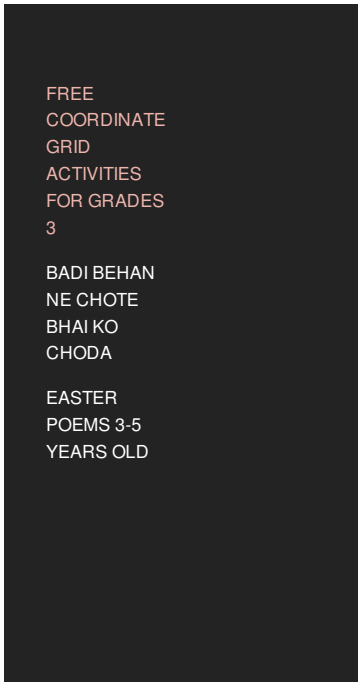 FREE
COORDINATE
GRID
ACTIVITIES
FOR GRADES
3
BADI BEHAN
NE CHOTE
BHAI KO
CHODA
EASTER
POEMS 3-5
YEARS OLD